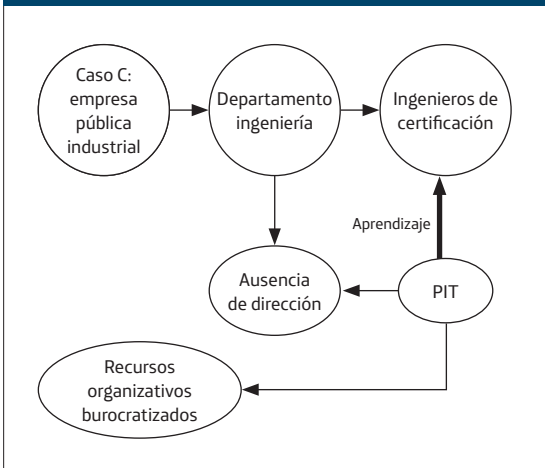 Caso C:
empresa
pública
industrial
Departamento
ingeniería
Ingenieros de
certificación
Aprendizaje
Ausencia
de dirección
PIT
Recursos
organizativos
burocratizados